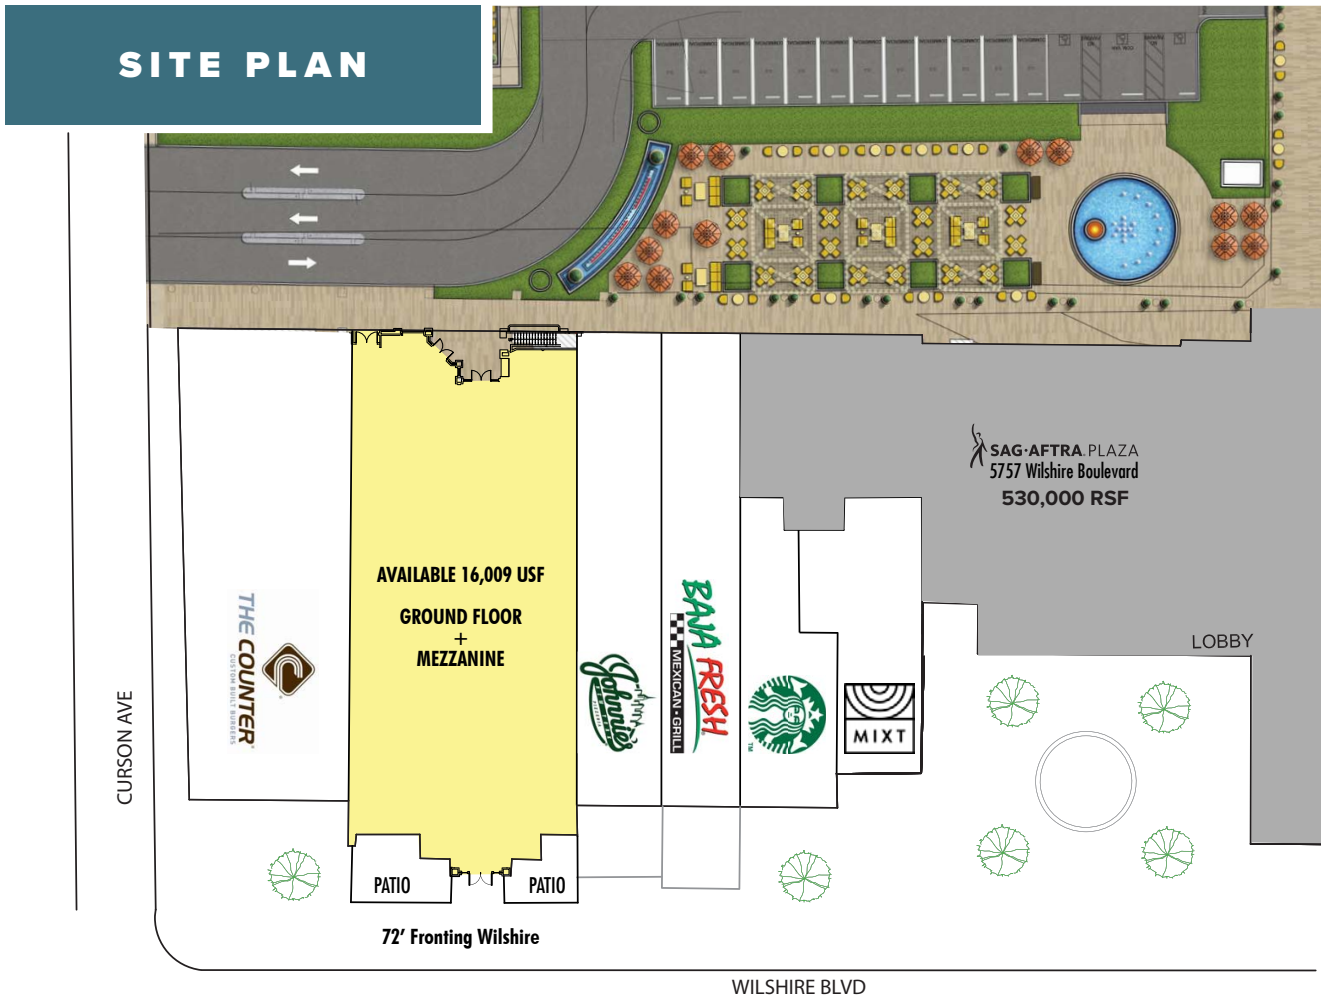 SITE PLAN
SAG·AFTRA PLAZA
5757 Wilshire Boulevard
530,000 RSF
AVAILABLE 16,009 USF
GROUND FLOOR
+
MEZZANINE
THE COUNTER®
CUSTOM BUILT BURGERS
Johnnie's
BAJA FRESH
MEXICAN·GRILL
TM
MIXT
LOBBY
CURSON AVE
PATIO
PATIO
72' Fronting Wilshire
WILSHIRE BLVD